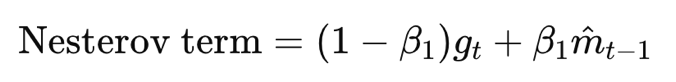 Nesterov term = (1 − β₁)gₜ + β₁m̂ₜ₋₁